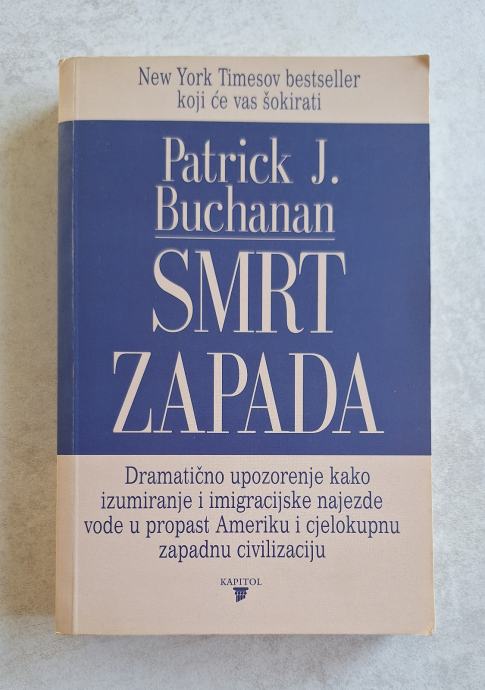 New York Timesov bestseller
koji će vas šokirati
Patrick J.
Buchanan
SMRT
ZAPADA
Dramatično upozorenje kako
izumiranje i imigracijske najezde
vode u propast Ameriku i cjelokupnu
zapadnu civilizaciju
KAPITOL